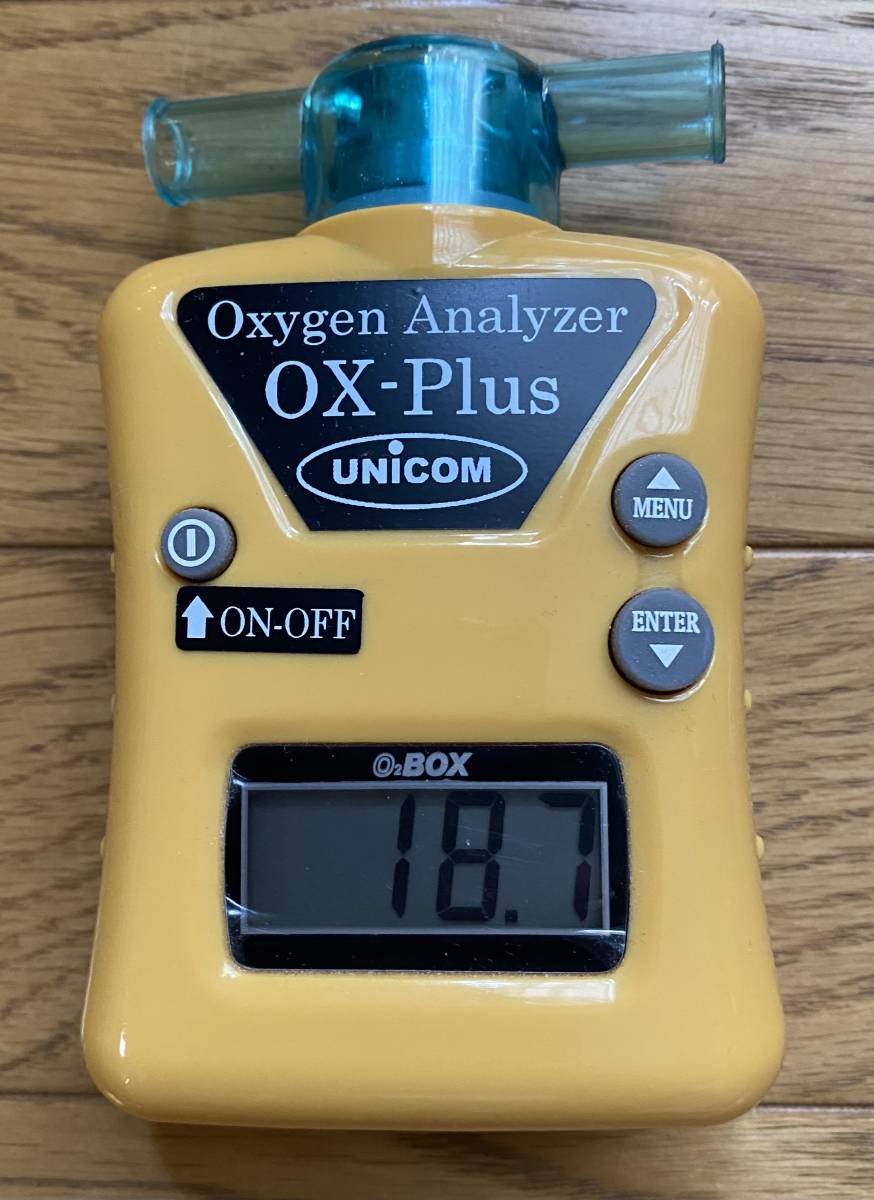 Oxygen Analyzer
OX-Plus
UNiCOM
MENU
ON-OFF
ENTER
O₂BOX
18.7